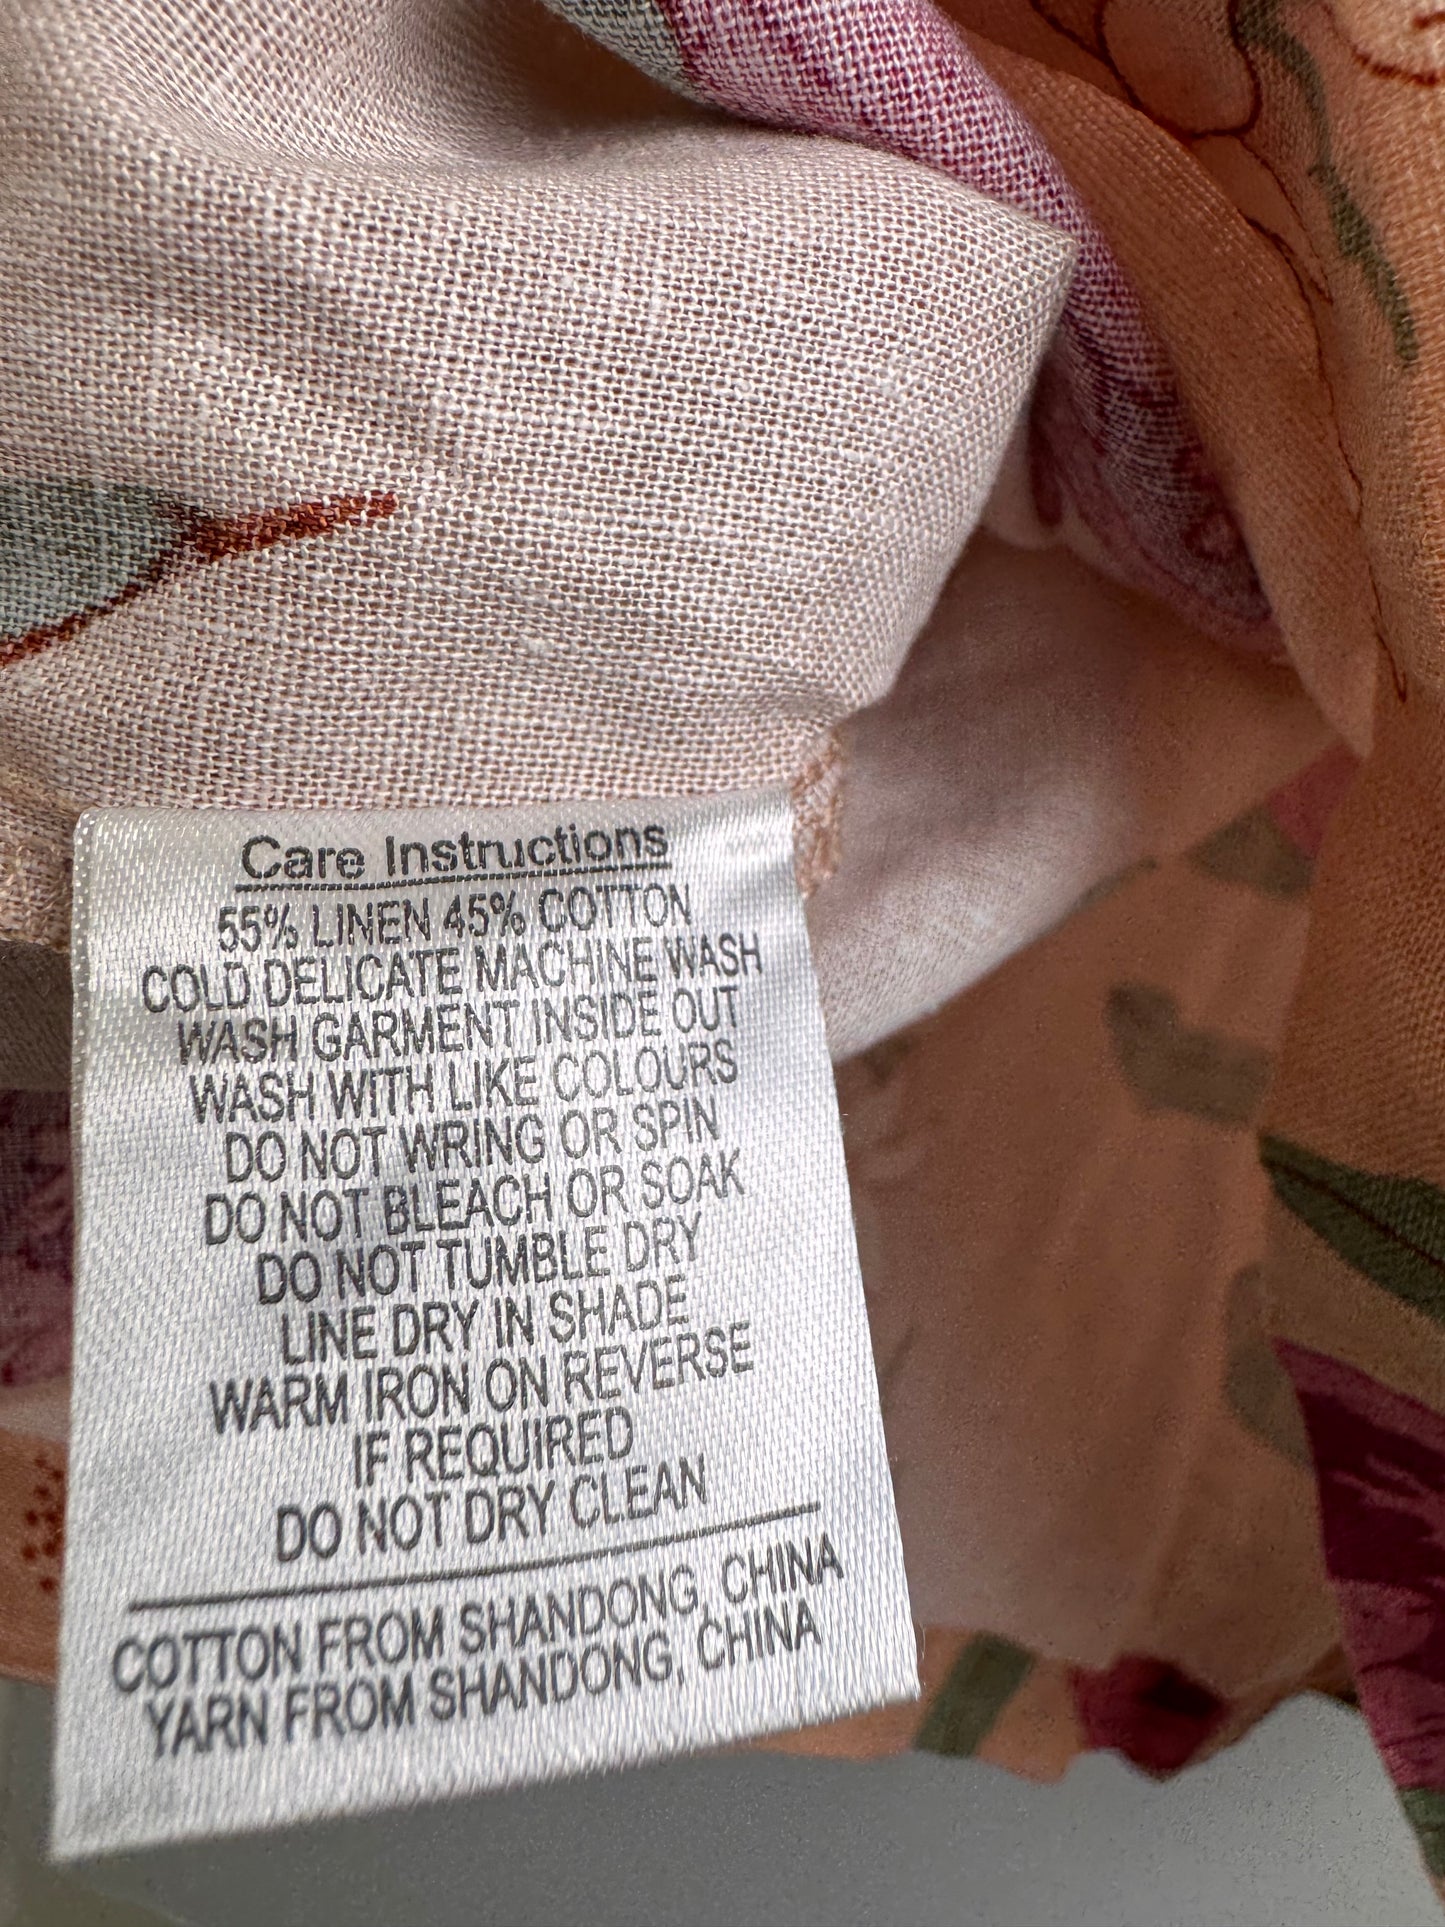 Care Instructions
55% LINEN 45% COTTON
COLD DELICATE MACHINE WASH
WASH GARMENT INSIDE OUT
WASH WITH LIKE COLOURS
DO NOT WRING OR SPIN
DO NOT BLEACH OR SOAK
DO NOT TUMBLE DRY
LINE DRY IN SHADE
WARM IRON ON REVERSE
IF REQUIRED
DO NOT DRY CLEAN
COTTON FROM SHANDONG, CHINA
YARN FROM SHANDONG, CHINA